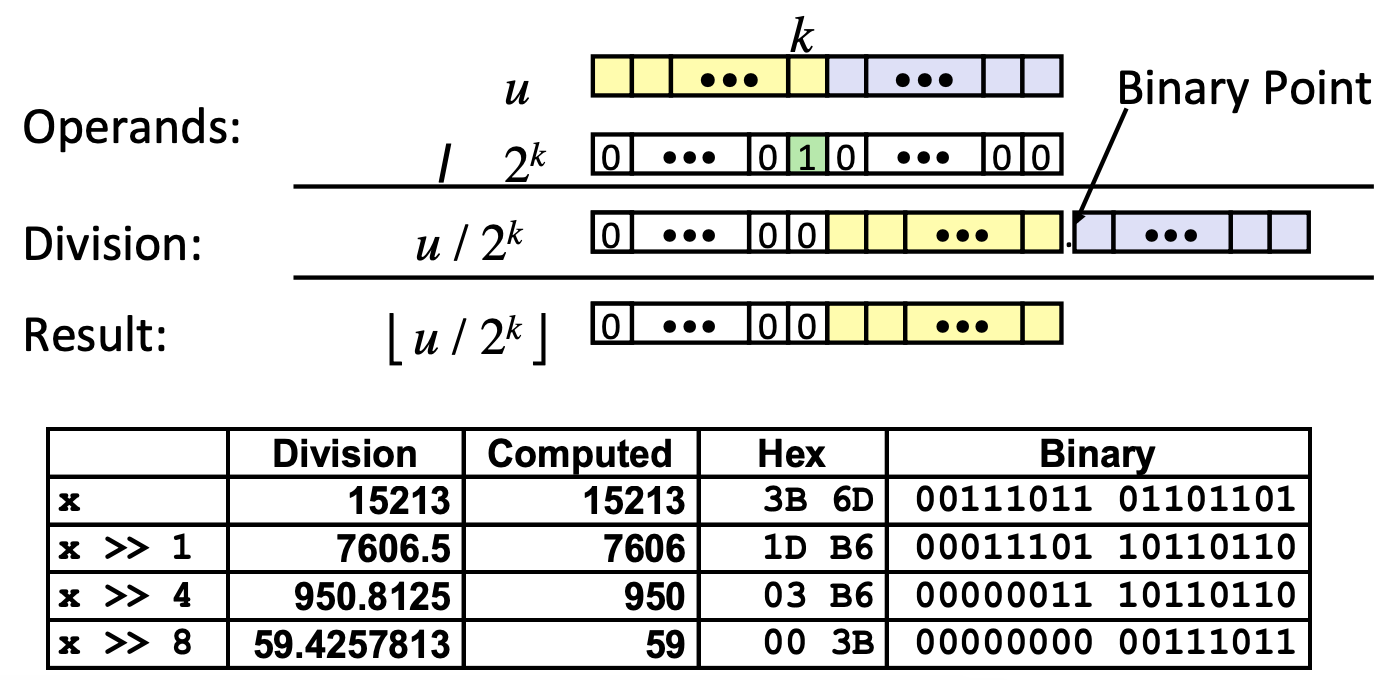 k
u ••• •••
Binary Point
Operands:
/ 2^k 0 ••• 0 1 0 ••• 0 0
Division: u / 2^k 0 ••• 0 0 ••• . •••
Result: ⌊ u / 2^k ⌋ 0 ••• 0 0 •••
Division Computed Hex Binary
x 15213 15213 3B 6D 00111011 01101101
x >> 1 7606.5 7606 1D B6 00011101 10110110
x >> 4 950.8125 950 03 B6 00000011 10110110
x >> 8 59.4257813 59 00 3B 00000000 00111011